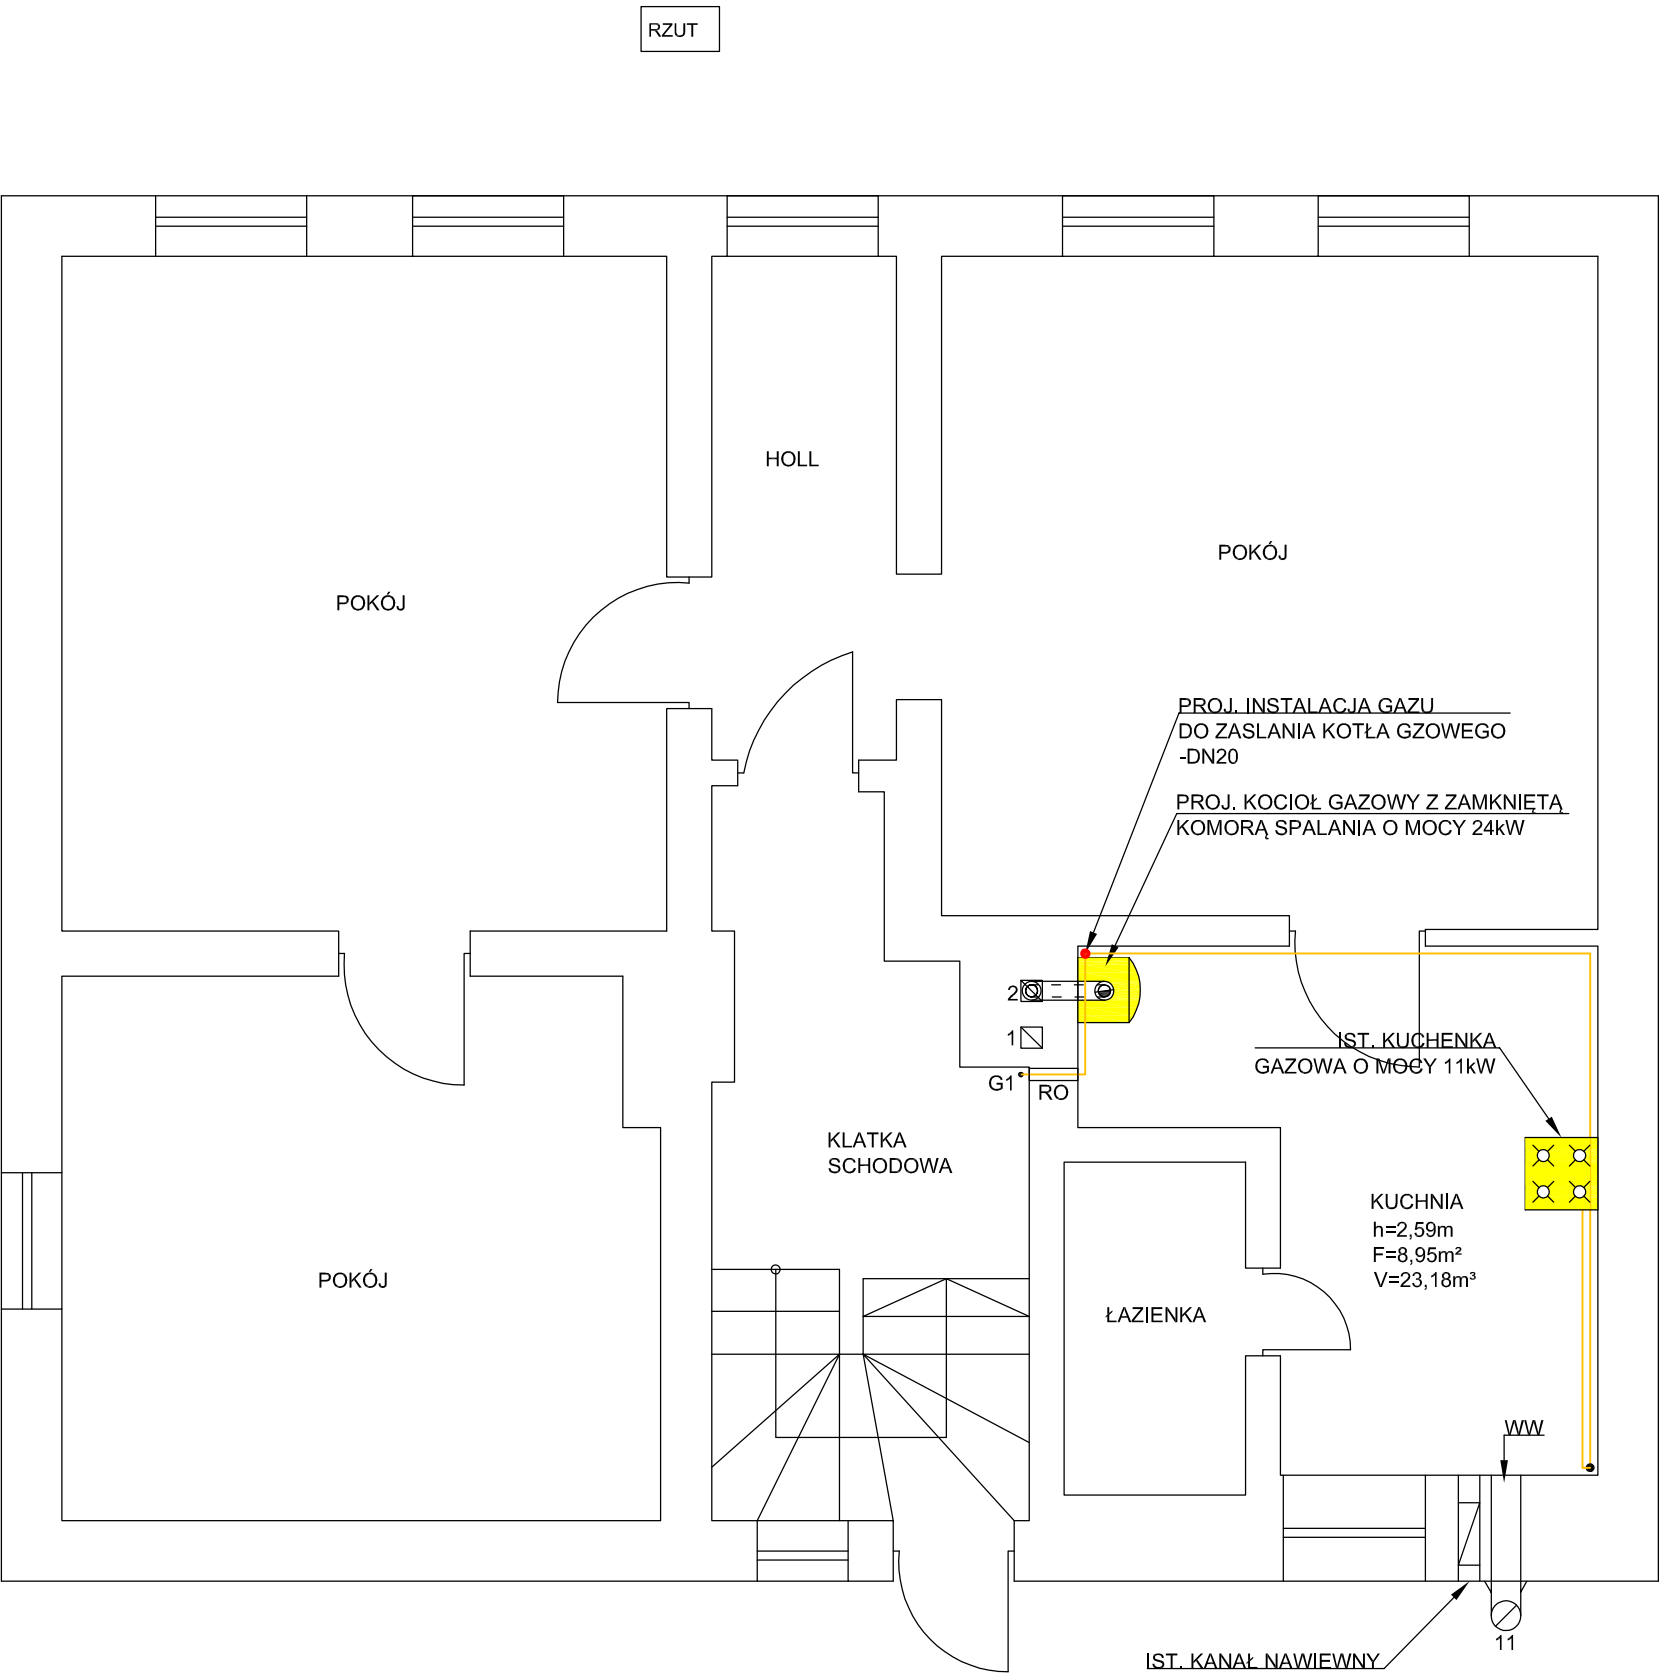 RZUT
HOLL
POKÓJ
POKÓJ
PROJ. INSTALACJA GAZU
DO ZASLANIA KOTŁA GZOWEGO
-DN20
PROJ. KOCIOŁ GAZOWY Z ZAMKNIĘTĄ
KOMORĄ SPALANIA O MOCY 24kW
2
1
IST. KUCHENKA
GAZOWA O MOCY 11kW
G1
RO
KLATKA
SCHODOWA
KUCHNIA
h=2,59m
F=8,95m²
V=23,18m³
POKÓJ
ŁAZIENKA
WW
11
IST. KANAŁ NAWIEWNY